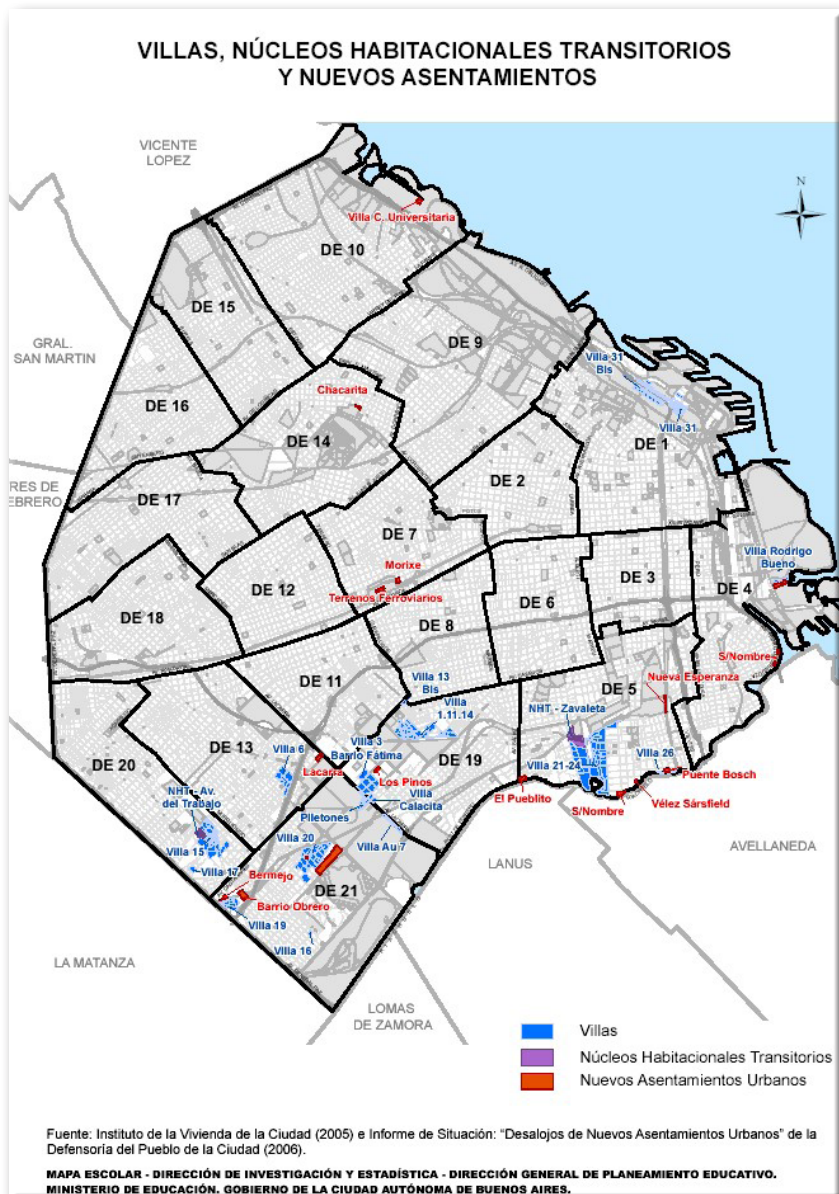 VILLAS, NÚCLEOS HABITACIONALES TRANSITORIOS
Y NUEVOS ASENTAMIENTOS
VICENTE
LOPEZ
N
Villa C. Universitaria
DE 10
DE 15
GRAL.
SAN MARTIN
DE 9
Villa 31
Bis
Chacarita
Villa 31
DE 16
DE 14
DE 1
RES DE
EBRERO
DE 17
DE 2
DE 7
Villa Rodrigo
Bueno
Morixe
DE 12
DE 3
DE 4
Terrenos Ferroviarios
DE 6
DE 18
DE 8
S/Nombre
DE 11
Villa 13
Bis
Nueva Esperanza
DE 5
Villa
1.11.14
NHT - Zavaleta
DE 13
Villa 3
DE 19
DE 20
Villa 6
Barrio Fátima
Lacarra
Villa 21-24
Villa 26
Puente Bosch
Los Pinos
NHT - Av.
del Trabajo
Villa
Calacita
El Pueblito
Vélez Sársfield
Piletones
S/Nombre
Villa 20
Villa Au 7
AVELLANEDA
Villa 15
LANUS
Villa 17
Bermejo
DE 21
Barrio Obrero
Villa 19
Villa 16
LA MATANZA
LOMAS
DE ZAMORA
Villas
Núcleos Habitacionales Transitorios
Nuevos Asentamientos Urbanos
Fuente: Instituto de la Vivienda de la Ciudad (2005) e Informe de Situación: "Desalojos de Nuevos Asentamientos Urbanos" de la
Defensoría del Pueblo de la Ciudad (2006).
MAPA ESCOLAR - DIRECCIÓN DE INVESTIGACIÓN Y ESTADÍSTICA - DIRECCIÓN GENERAL DE PLANEAMIENTO EDUCATIVO.
MINISTERIO DE EDUCACIÓN. GOBIERNO DE LA CIUDAD AUTÓNOMA DE BUENOS AIRES.